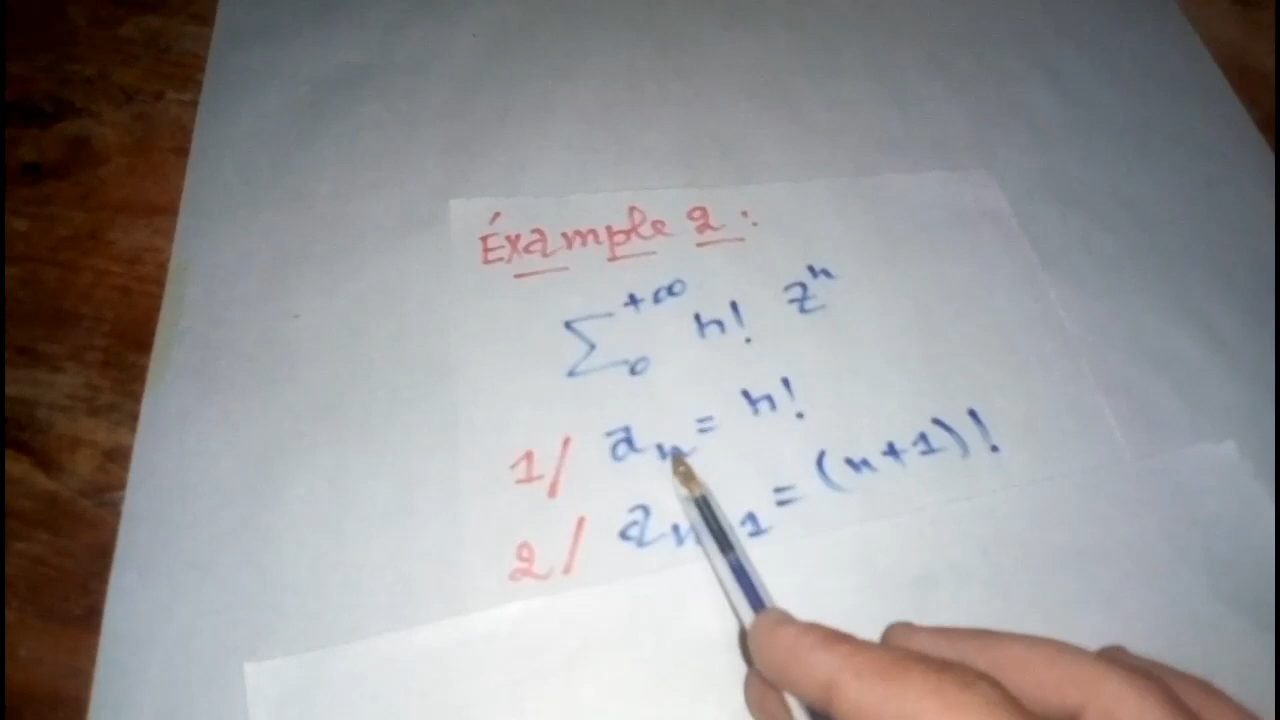 Éxample 2 :
∑₀⁺∞ n! zⁿ
1/ aₙ = n!
2/ aₙ₊₁ = (n+1)!